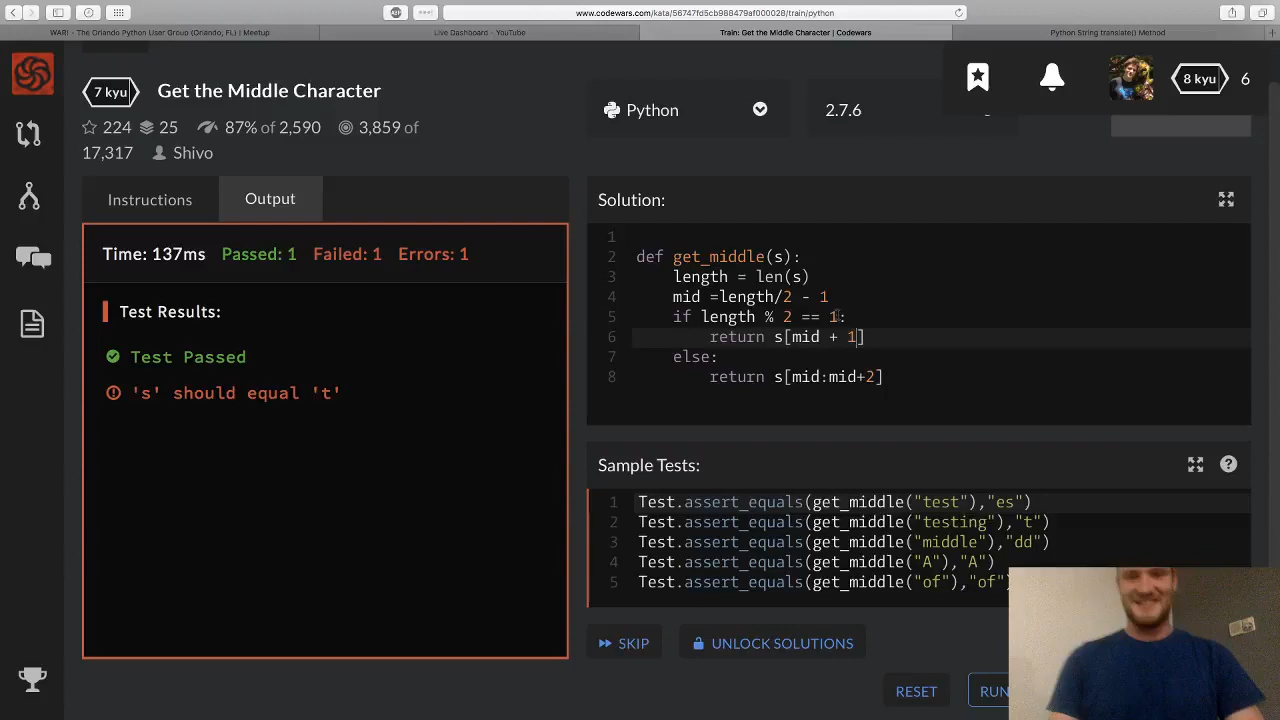 www.codewars.com/kata/56747fd5cb988479af000028/train/python
WAR! — The Orlando Python User Group (Orlando, FL) | Meetup
Live Dashboard - YouTube
Train: Get the Middle Character | Codewars
Python String translate() Method
7 kyu
Get the Middle Character
8 kyu
6
224 25 87% of 2,590 3,859 of
17,317 Shivo
Python
2.7.6
Instructions
Output
Time: 137ms Passed: 1 Failed: 1 Errors: 1
Test Results:
Test Passed
's' should equal 't'
Solution:
1
2 def get_middle(s):
3 length = len(s)
4 mid =length/2 - 1
5 if length % 2 == 1:
6 return s[mid + 1]
7 else:
8 return s[mid:mid+2]
Sample Tests:
?
1 Test.assert_equals(get_middle("test"),"es")
2 Test.assert_equals(get_middle("testing"),"t")
3 Test.assert_equals(get_middle("middle"),"dd")
4 Test.assert_equals(get_middle("A"),"A")
5 Test.assert_equals(get_middle("of"),"of")
SKIP
UNLOCK SOLUTIONS
RESET
RUN